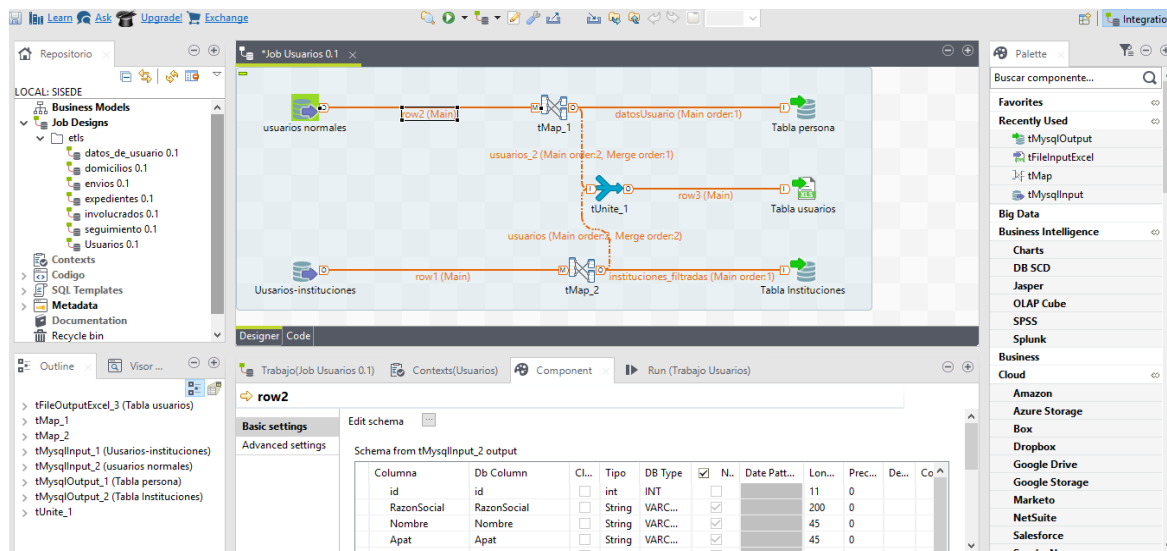 Learn Ask Upgrade! Exchange
Integratio
Repositorio
LOCAL: SISEDE
Business Models
Job Designs
etls
datos_de_usuario 0.1
domicilios 0.1
envios 0.1
expedientes 0.1
involucrados 0.1
seguimiento 0.1
Usuarios 0.1
Contexts
Codigo
SQL Templates
Metadata
Documentation
Recycle bin
Outline
Visor ...
tFileOutputExcel_3 (Tabla usuarios)
tMap_1
tMap_2
tMysqlInput_1 (Uusarios-instituciones)
tMysqlInput_2 (usuarios normales)
tMysqlOutput_1 (Tabla persona)
tMysqlOutput_2 (Tabla Instituciones)
tUnite_1
*Job Usuarios 0.1
row2 (Main)
datosUsuario (Main order:1)
usuarios normales
tMap_1
Tabla persona
usuarios_2 (Main order:2, Merge order:1)
row3 (Main)
tUnite_1
Tabla usuarios
usuarios (Main order:2, Merge order:2)
row1 (Main)
instituciones_filtradas (Main order:1)
Uusarios-instituciones
tMap_2
Tabla Instituciones
Designer Code
Trabajo(Job Usuarios 0.1)
Contexts(Usuarios)
Component
Run (Trabajo Usuarios)
row2
Basic settings
Advanced settings
Edit schema ...
Schema from tMysqlInput_2 output
Columna Db Column Cl... Tipo DB Type N.. Date Patt... Lon... Prec... De... Co
id id int INT 11 0
RazonSocial RazonSocial String VARC... 200 0
Nombre Nombre String VARC... 45 0
Apat Apat String VARC... 45 0
Palette
Buscar componente...
Favorites
Recently Used
tMysqlOutput
tFileInputExcel
tMap
tMysqlInput
Big Data
Business Intelligence
Charts
DB SCD
Jasper
OLAP Cube
SPSS
Splunk
Business
Cloud
Amazon
Azure Storage
Box
Dropbox
Google Drive
Google Storage
Marketo
NetSuite
Salesforce